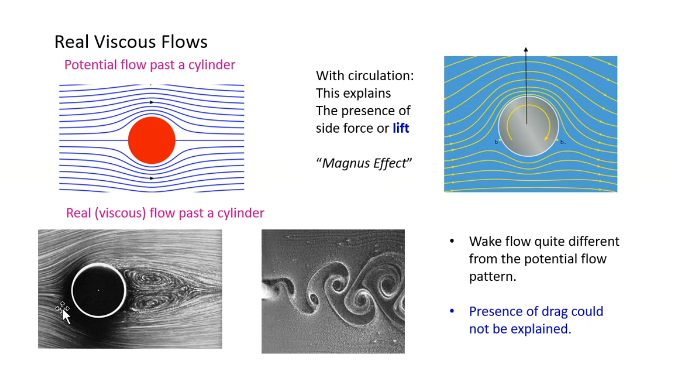 Real Viscous Flows
Potential flow past a cylinder
With circulation:
This explains
The presence of
side force or lift
“Magnus Effect”
Real (viscous) flow past a cylinder
• Wake flow quite different
from the potential flow
pattern.
• Presence of drag could
not be explained.